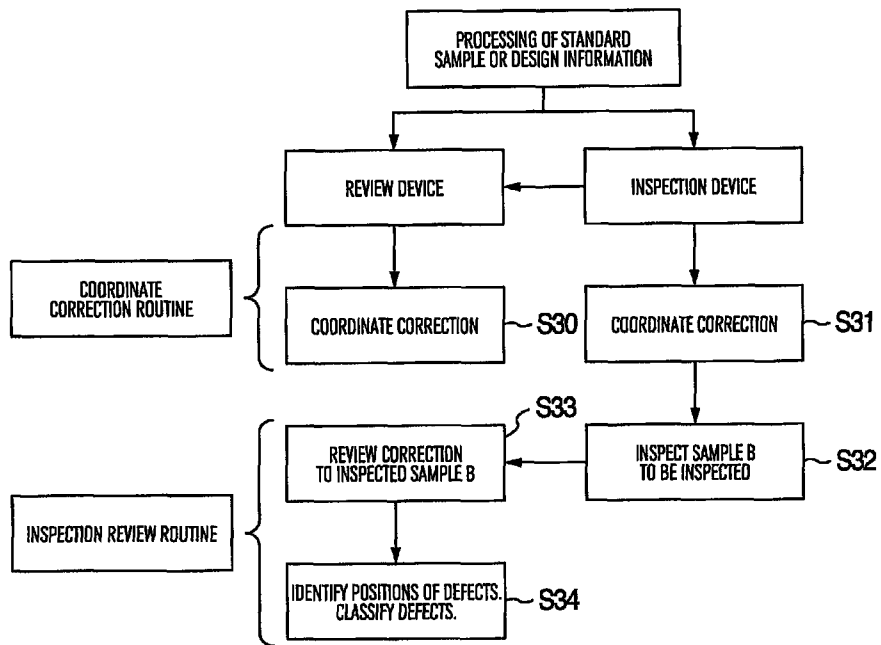 PROCESSING OF STANDARD
SAMPLE OR DESIGN INFORMATION
REVIEW DEVICE
INSPECTION DEVICE
COORDINATE
CORRECTION ROUTINE
COORDINATE CORRECTION
S30
COORDINATE CORRECTION
S31
S33
REVIEW CORRECTION
TO INSPECTED SAMPLE B
INSPECT SAMPLE B
TO BE INSPECTED
S32
INSPECTION REVIEW ROUTINE
IDENTIFY POSITIONS OF DEFECTS.
CLASSIFY DEFECTS.
S34